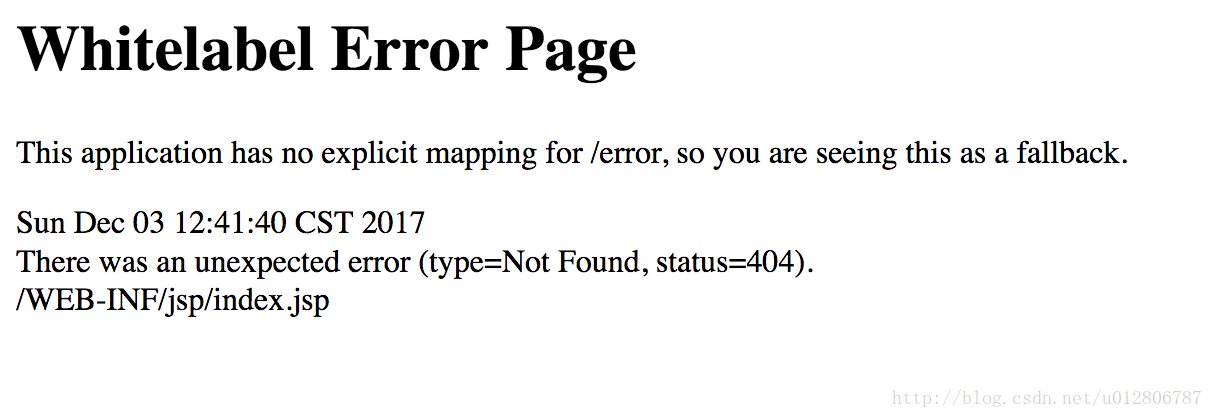 Whitelabel Error Page
This application has no explicit mapping for /error, so you are seeing this as a fallback.
Sun Dec 03 12:41:40 CST 2017
There was an unexpected error (type=Not Found, status=404).
/WEB-INF/jsp/index.jsp
http://blog.csdn.net/u012806787